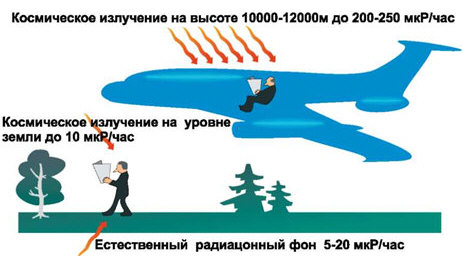 Космическое излучение на высоте 10000-12000м до 200-250 мкР/час
Космическое излучение на уровне
земли до 10 мкР/час
Естественный радиацонный фон 5-20 мкР/час